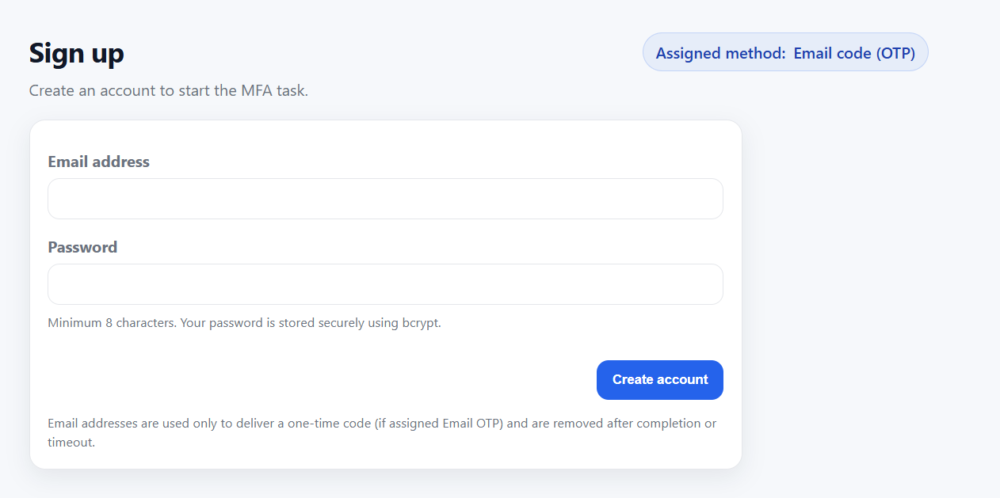 Sign up
Assigned method: Email code (OTP)
Create an account to start the MFA task.
Email address
Password
Minimum 8 characters. Your password is stored securely using bcrypt.
Create account
Email addresses are used only to deliver a one-time code (if assigned Email OTP) and are removed after completion or
timeout.